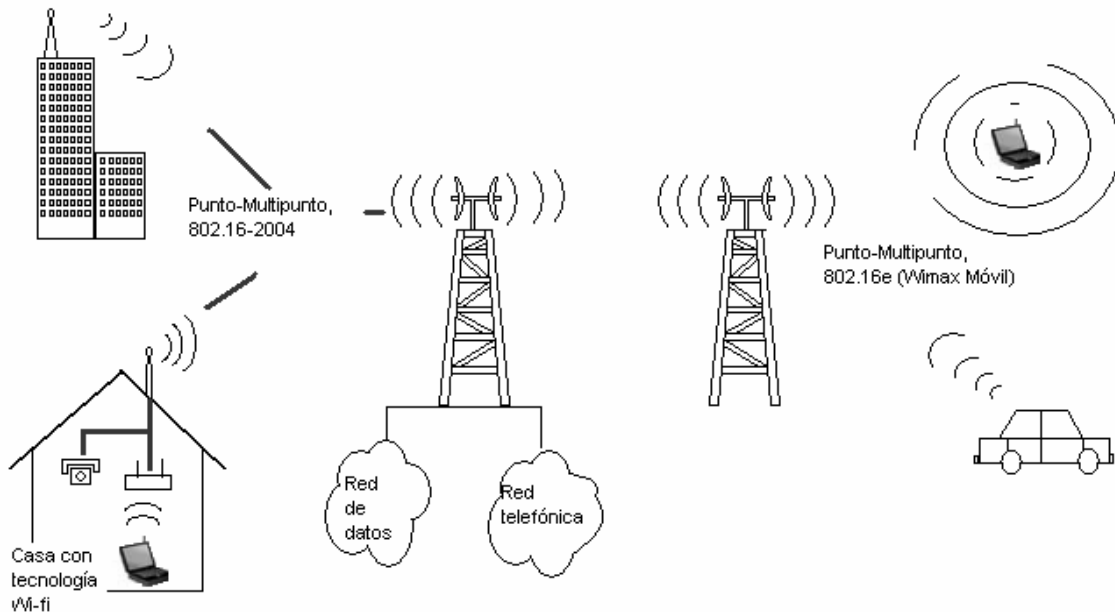 Punto-Multipunto,
802.16-2004
Punto-Multipunto,
802.16e (Wimax Móvil)
Red
de
datos
Red
telefónica
Casa con
tecnología
Wi-fi